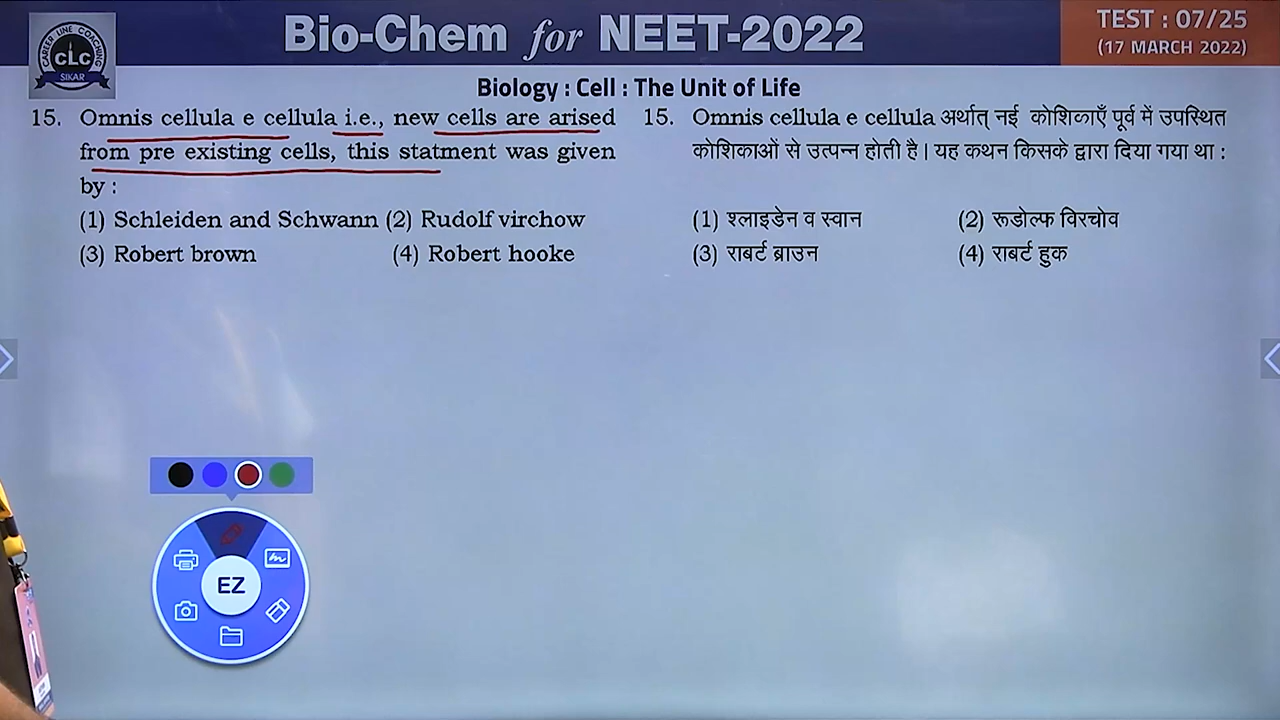 CAREER LINE COACHING
CLC
SIKAR
Bio-Chem for NEET-2022
TEST : 07/25
(17 MARCH 2022)
Biology : Cell : The Unit of Life
15. Omnis cellula e cellula i.e., new cells are arised
from pre existing cells, this statment was given
by :
(1) Schleiden and Schwann (2) Rudolf virchow
(3) Robert brown (4) Robert hooke
15. Omnis cellula e cellula अर्थात् नई कोशिकाएँ पूर्व में उपस्थित
कोशिकाओं से उत्पन्न होती है। यह कथन किसके द्वारा दिया गया था :
(1) श्लाइडेन व स्वान (2) रूडोल्फ विरचोव
(3) राबर्ट ब्राउन (4) राबर्ट हुक
EZ